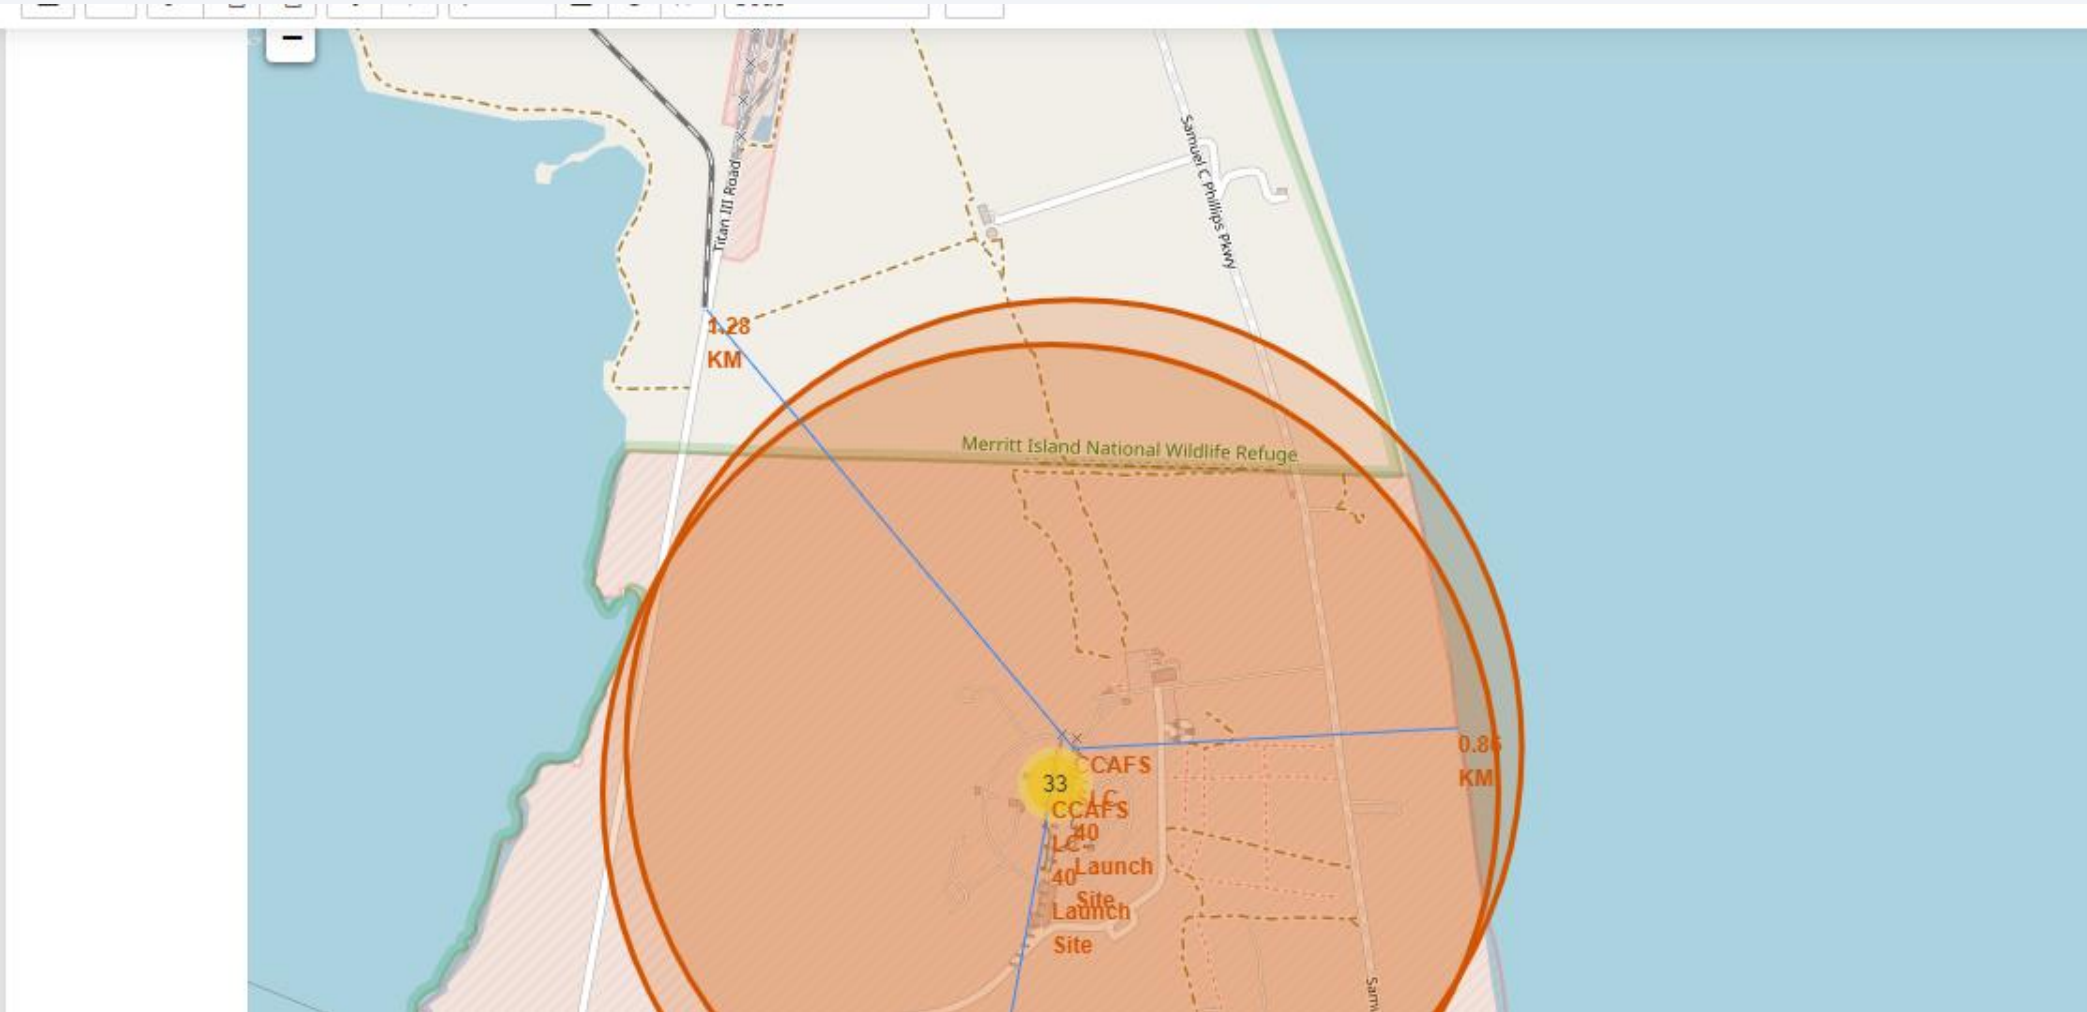 Samuel C Phillips Pkwy
Titan III Road
1.28
KM
Merritt Island National Wildlife Refuge
0.86
KM
33
CCAFS
LC-
40
Launch
Site
CCAFS
LC-
40
Launch
Site